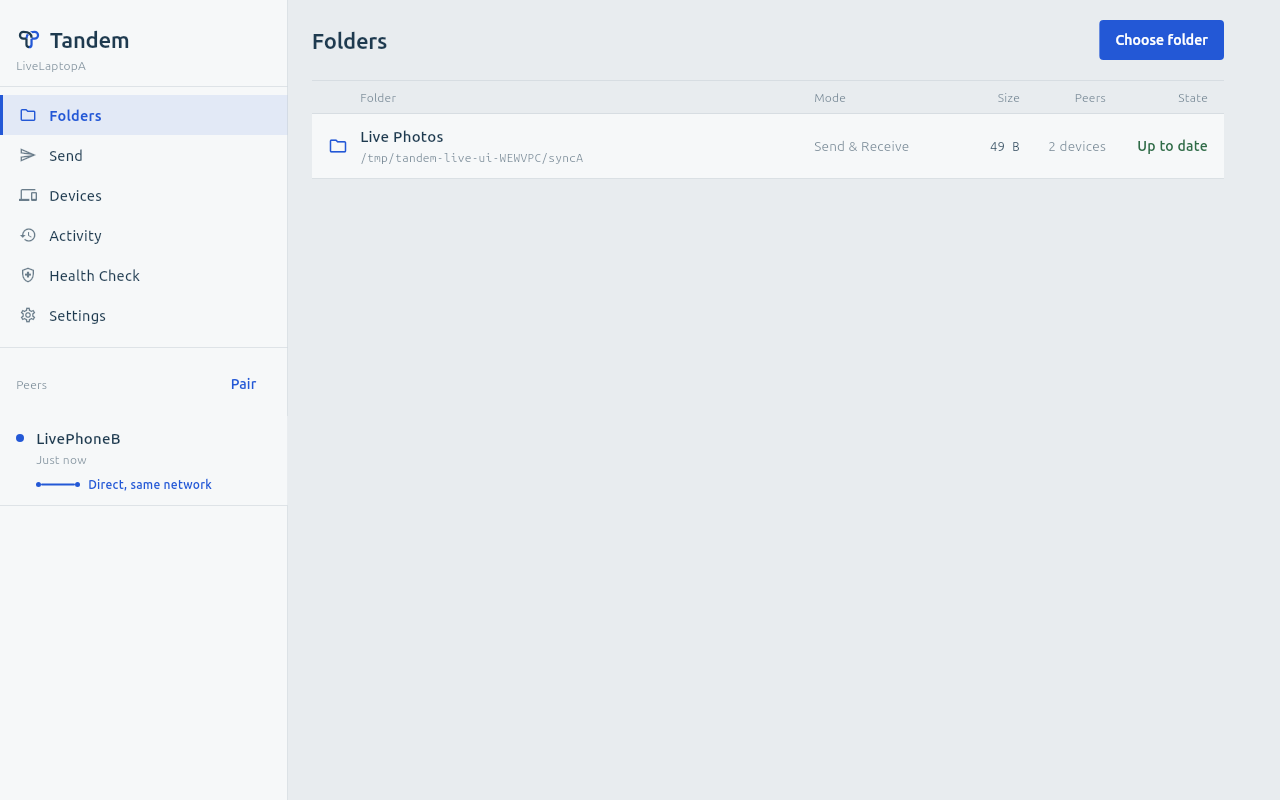 Tandem
LiveLaptopA
Folders
Send
Devices
Activity
Health Check
Settings
Peers
Pair
LivePhoneB
Just now
Direct, same network
Folders
Choose folder
Folder Mode Size Peers State
Live Photos
/tmp/tandem-live-ui-WEWVPC/syncA
Send & Receive 49 B 2 devices Up to date